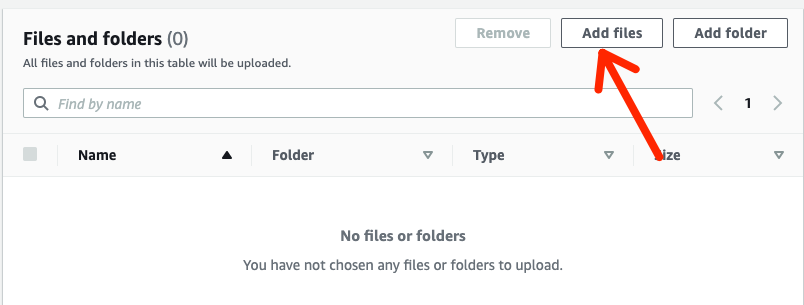 Files and folders (0)
Remove
Add files
Add folder
All files and folders in this table will be uploaded.
Find by name
1
Name
Folder
Type
Size
No files or folders
You have not chosen any files or folders to upload.